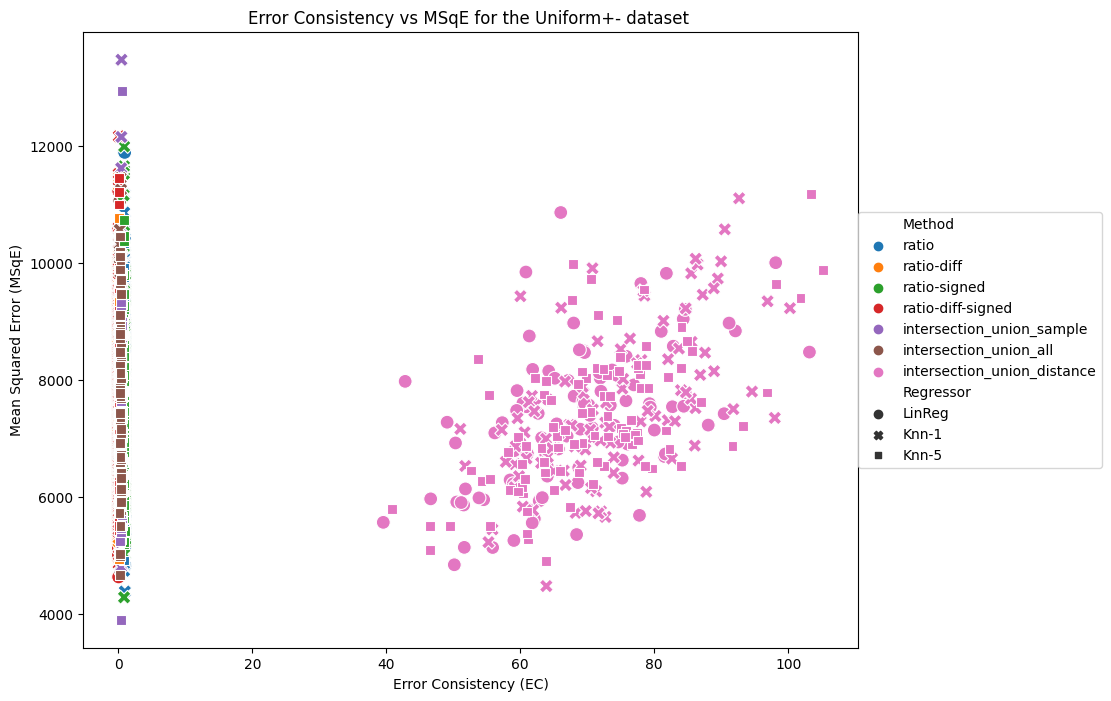 Error Consistency vs MSqE for the Uniform+- dataset
Mean Squared Error (MSqE)
12000
10000
8000
6000
4000
0
20
40
60
80
100
Error Consistency (EC)
Method
ratio
ratio-diff
ratio-signed
ratio-diff-signed
intersection_union_sample
intersection_union_all
intersection_union_distance
Regressor
LinReg
Knn-1
Knn-5